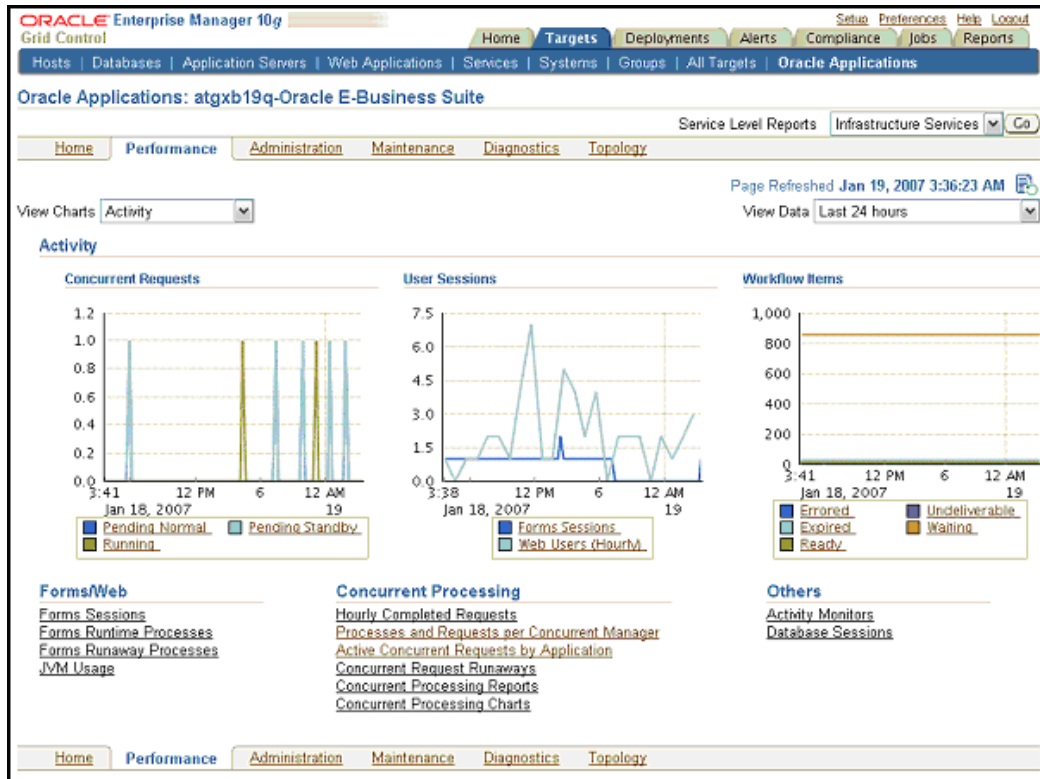 ORACLE Enterprise Manager 10g
Setup Preferences Help Logout
Grid Control
Home Targets Deployments Alerts Compliance Jobs Reports
Hosts | Databases | Application Servers | Web Applications | Services | Systems | Groups | All Targets | Oracle Applications
Oracle Applications: atgxb19q-Oracle E-Business Suite
Service Level Reports Infrastructure Services Go
Home Performance Administration Maintenance Diagnostics Topology
Page Refreshed Jan 19, 2007 3:36:23 AM
View Charts Activity
View Data Last 24 hours
Activity
Concurrent Requests
1.2
1.0
0.8
0.6
0.4
0.2
0.0
3:41 12 PM 6 12 AM
Jan 18, 2007 19
Pending Normal Pending Standby
Running
User Sessions
7.5
6.0
4.5
3.0
1.5
0.0
3:38 12 PM 6 12 AM
Jan 18, 2007 19
Forms Sessions
Web Users (Hourly)
Workflow Items
1,000
800
600
400
200
0
3:41 12 PM 6 12 AM
Jan 18, 2007 19
Errored Undeliverable
Expired Waiting
Ready
Forms/Web
Forms Sessions
Forms Runtime Processes
Forms Runaway Processes
JVM Usage
Concurrent Processing
Hourly Completed Requests
Processes and Requests per Concurrent Manager
Active Concurrent Requests by Application
Concurrent Request Runaways
Concurrent Processing Reports
Concurrent Processing Charts
Others
Activity Monitors
Database Sessions
Home Performance Administration Maintenance Diagnostics Topology